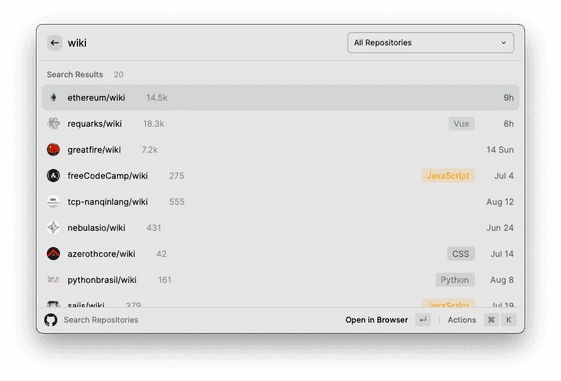 wiki All Repositories
Search Results 20
ethereum/wiki 14.5k 9h
requarks/wiki 18.3k Vue 6h
greatfire/wiki 7.2k 14 Sun
freeCodeCamp/wiki 275 JavaScript Jul 4
tcp-nanqinlang/wiki 555 Aug 12
nebulasio/wiki 431 Jun 24
azerothcore/wiki 42 CSS Jul 14
pythonbrasil/wiki 161 Python Aug 8
379 JavaScript Jul 19
Search Repositories Open in Browser ↵ Actions ⌘ K